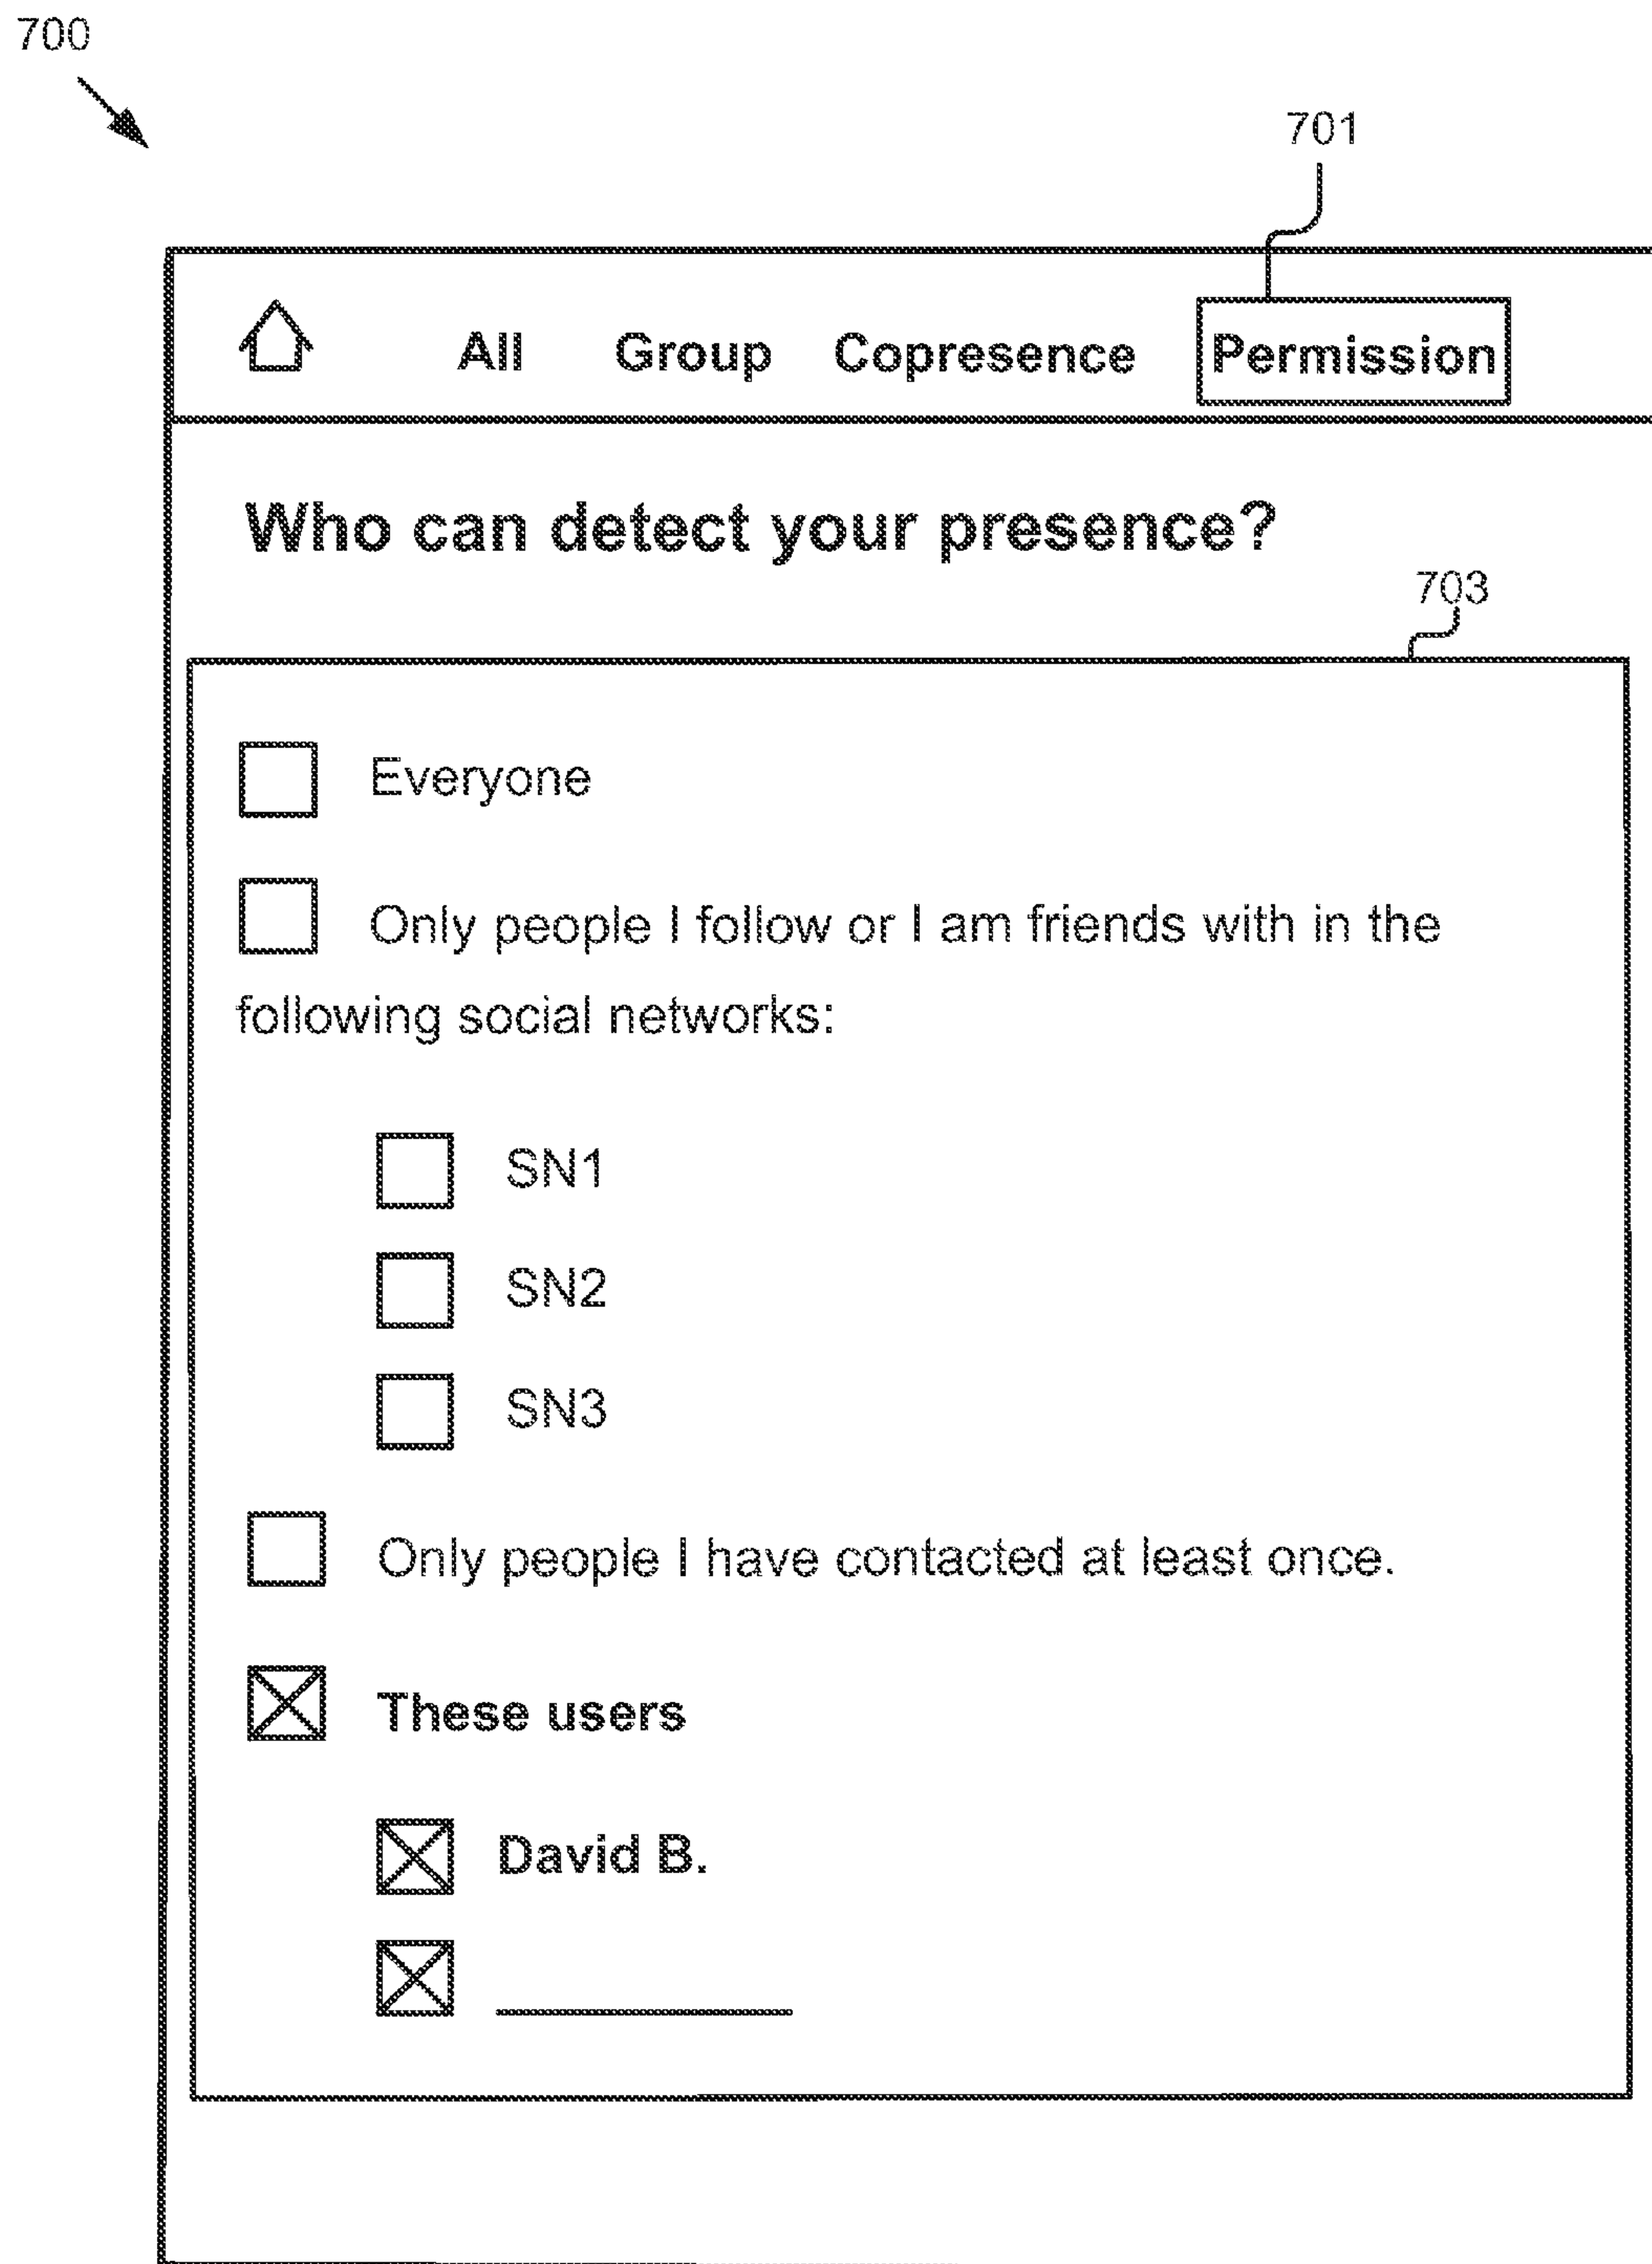 700
701
All Group Copresence Permission
Who can detect your presence?
703
Everyone
Only people I follow or I am friends with in the
following social networks:
SN1
SN2
SN3
Only people I have contacted at least once.
These users
David B.